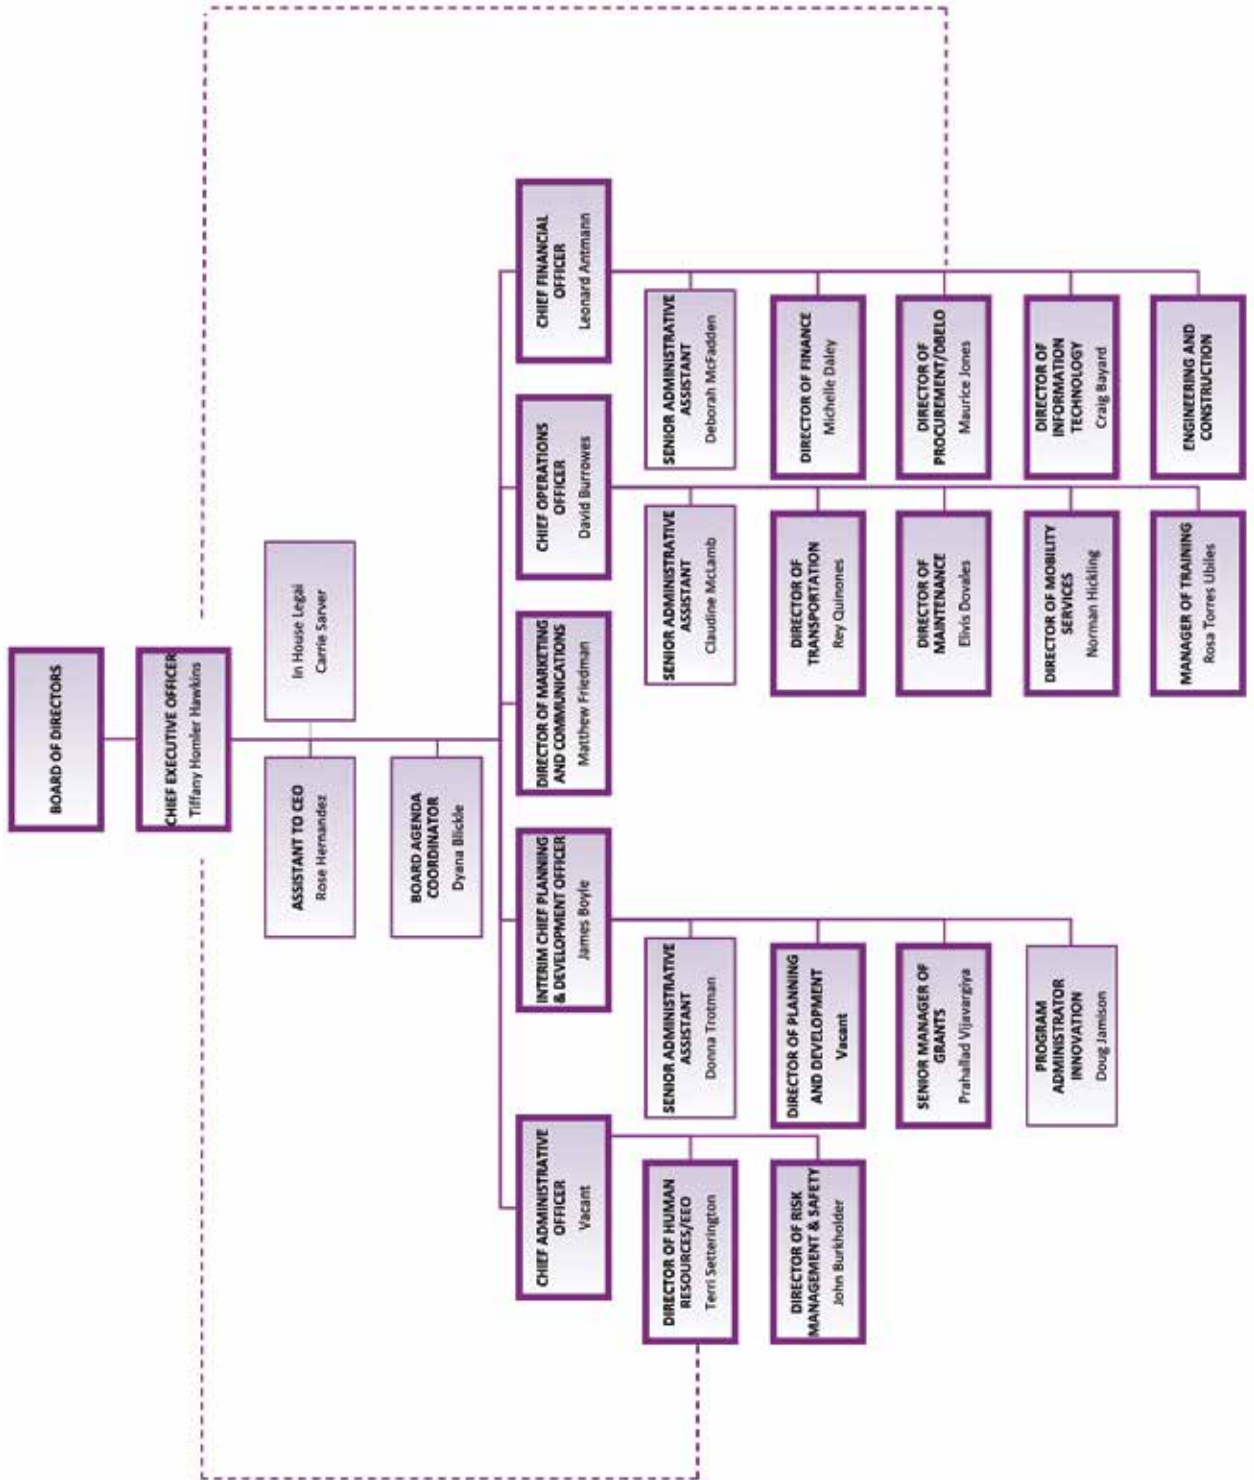 BOARD OF DIRECTORS
CHIEF EXECUTIVE OFFICER
Tiffany Homler Hawkins
ASSISTANT TO CEO
Rose Hernandez
In House Legal
Carrie Sarver
BOARD AGENDA
COORDINATOR
Dyana Blickle
CHIEF ADMINISTRATIVE
OFFICER
Vacant
INTERIM CHIEF PLANNING
& DEVELOPMENT OFFICER
James Boyle
DIRECTOR OF MARKETING
AND COMMUNICATIONS
Matthew Friedman
CHIEF OPERATIONS
OFFICER
David Burrowes
CHIEF FINANCIAL
OFFICER
Leonard Antmann
DIRECTOR OF HUMAN
RESOURCES/EEO
Terri Setterington
SENIOR ADMINISTRATIVE
ASSISTANT
Donna Trotman
SENIOR ADMINISTRATIVE
ASSISTANT
Claudine McLamb
SENIOR ADMINISTRATIVE
ASSISTANT
Deborah McFadden
DIRECTOR OF RISK
MANAGEMENT & SAFETY
John Burkholder
DIRECTOR OF PLANNING
AND DEVELOPMENT
Vacant
DIRECTOR OF
TRANSPORTATION
Rey Quinones
DIRECTOR OF FINANCE
Michelle Daley
SENIOR MANAGER OF
GRANTS
Prahallad Vijavargiya
DIRECTOR OF
MAINTENANCE
Elivis Dovales
DIRECTOR OF
PROCUREMENT/DBELO
Maurice Jones
PROGRAM
ADMINISTRATOR
INNOVATION
Doug Jamison
DIRECTOR OF MOBILITY
SERVICES
Norman Hickling
DIRECTOR OF
INFORMATION
TECHNOLOGY
Craig Bayard
MANAGER OF TRAINING
Rosa Torres Ubiles
ENGINEERING AND
CONSTRUCTION